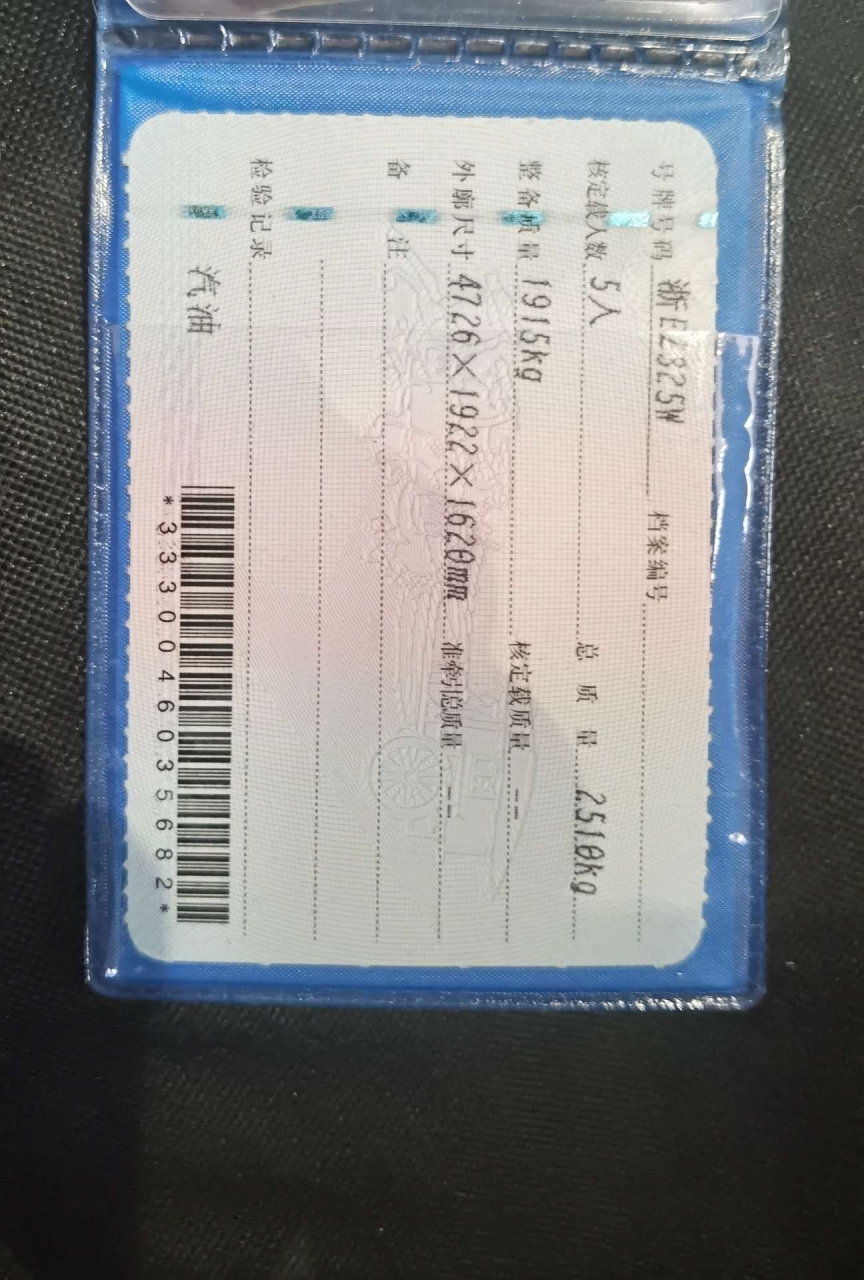 号牌号码 浙E2325W 档案编号
核定载人数 5人 总质量 2510kg
整备质量 1915kg 核定载质量 --
外廓尺寸 4726×1922×1620mm 准牵引总质量 --
备注
检验记录
汽油
*3330046035682*